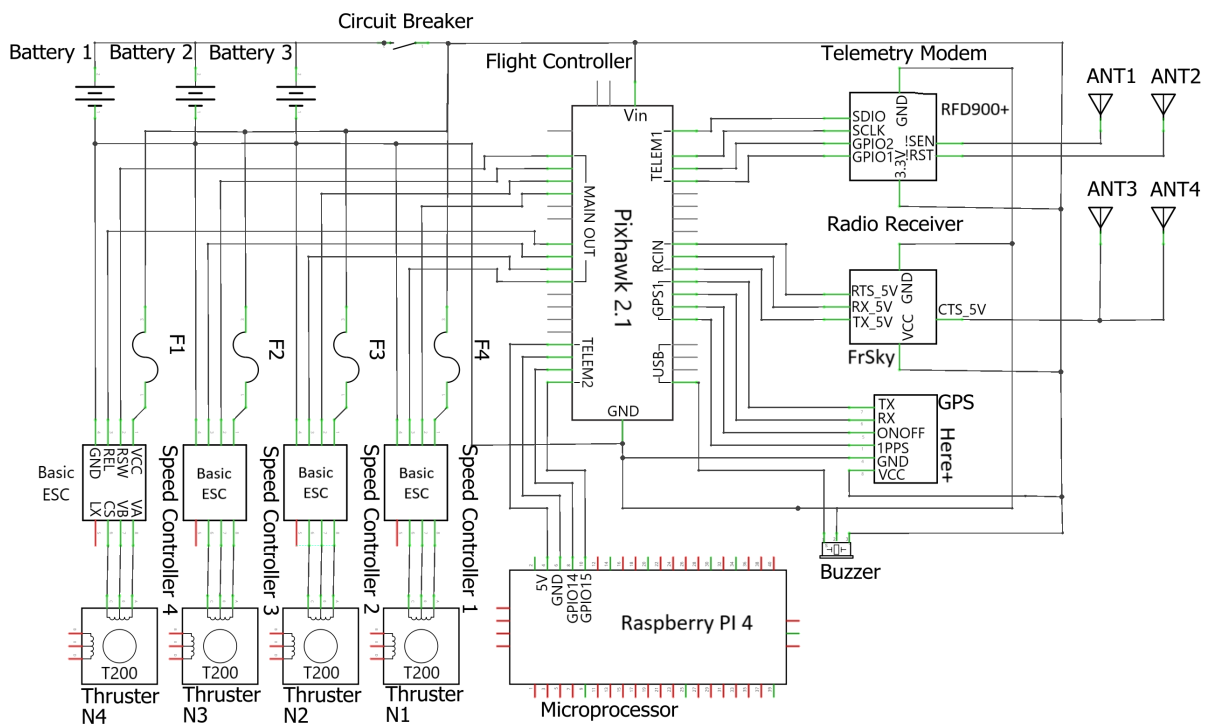 Circuit Breaker
Battery 1
Battery 2
Battery 3
Flight Controller
Telemetry Modem
ANT1
ANT2
Vin
TELEM1
MAIN OUT
Pixhawk 2.1
RCIN
GPS1
USB
TELEM2
GND
SDIO
SCLK
GPIO2
GPIO1
GND
3.3V
!SEN
!RST
RFD900+
ANT3
ANT4
Radio Receiver
RTS_5V
RX_5V
TX_5V
GND
VCC
CTS_5V
FrSky
GPS
TX
RX
ONOFF
1PPS
GND
VCC
Here+
F1
F2
F3
F4
Basic
ESC
GND
REL
RSW
VCC
LX
CS
VB
VA
Speed Controller 4
Basic
ESC
Speed Controller 3
Basic
ESC
Speed Controller 2
Basic
ESC
Speed Controller 1
Buzzer
5V
GND
GPIO14
GPIO15
Raspberry PI 4
Microprocessor
T200
Thruster
N4
T200
Thruster
N3
T200
Thruster
N2
T200
Thruster
N1